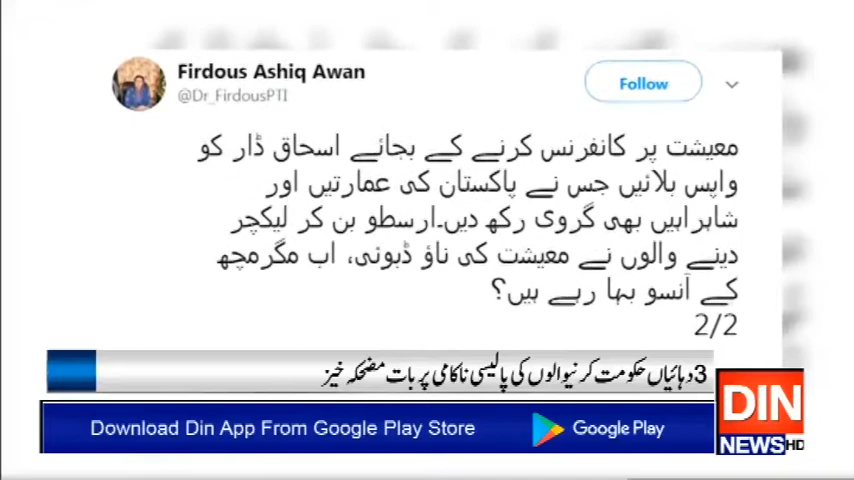 Firdous Ashiq Awan
@Dr_FirdousPTI
Follow
معیشت پر کانفرنس کرنے کے بجائے اسحاق ڈار کو
واپس بلائیں جس نے پاکستان کی عمارتیں اور
شاہراہیں بھی گروی رکھ دیں۔ارسطو بن کر لیکچر
دینے والوں نے معیشت کی ناؤ ڈبوئی، اب مگرمچھ
کے آنسو بہا رہے ہیں؟
2/2
3 دہائیاں حکومت کرنیوالوں کی پالیسی ناکامی پر بات مضحکہ خیز
Download Din App From Google Play Store
Google Play
DIN
NEWS HD